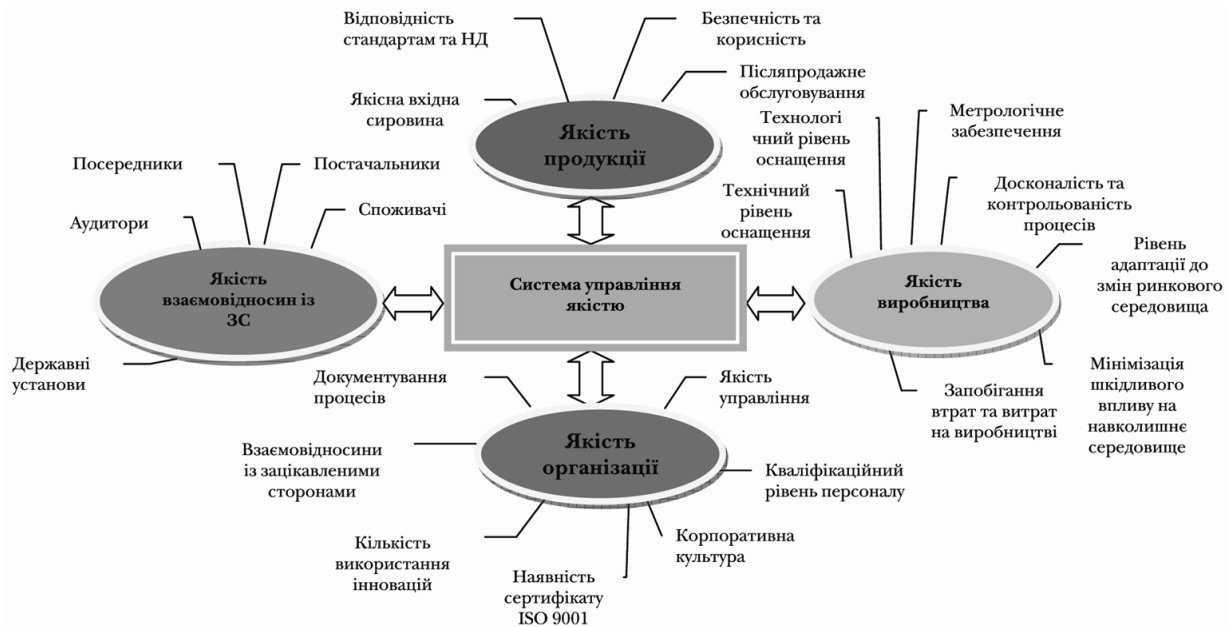 Відповідність
стандартам та НД
Безпечність та
корисність
Післяпродажне
обслуговування
Якісна вхідна
сировина
Якість
продукції
Технологі
чний рівень
оснащення
Метрологічне
забезпечення
Технічний
рівень
оснащення
Досконалість та
контрольованість
процесів
Рівень
адаптації до
змін ринкового
середовища
Посередники
Постачальники
Аудитори
Споживачі
Якість
взаємовідносин із
ЗС
Державні
установи
Система управління
якістю
Якість
виробництва
Запобігання
втрат та витрат
на виробництві
Мінімізація
шкідливого
впливу на
навколишнє
середовище
Документування
процесів
Якість
управління
Взаємовідносини
із зацікавленими
сторонами
Якість
організації
Кваліфікаційний
рівень персоналу
Кількість
використання
інновацій
Наявність
сертифікату
ISO 9001
Корпоративна
культура